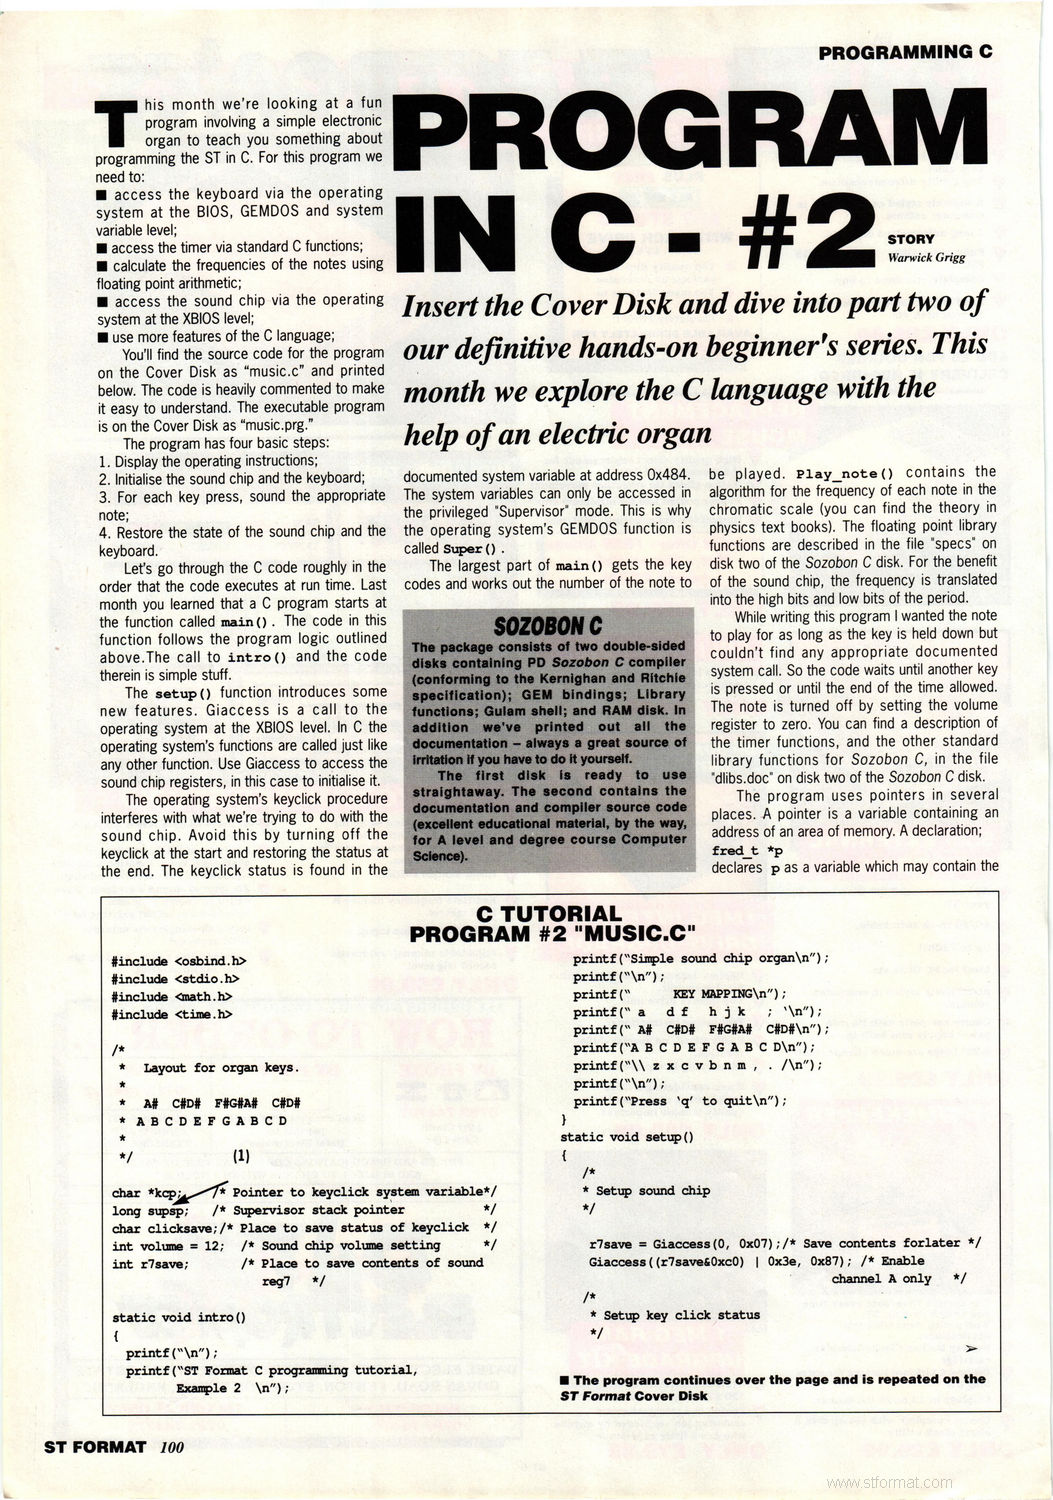 PROGRAMMING C
PROGRAM
IN C - #2
STORY
Warwick Grigg
Insert the Cover Disk and dive into part two of
our definitive hands-on beginner's series. This
month we explore the C language with the
help of an electric organ
This month we're looking at a fun
program involving a simple electronic
organ to teach you something about
programming the ST in C. For this program we
need to:
■ access the keyboard via the operating
system at the BIOS, GEMDOS and system
variable level;
■ access the timer via standard C functions;
■ calculate the frequencies of the notes using
floating point arithmetic;
■ access the sound chip via the operating
system at the XBIOS level;
■ use more features of the C language;
You'll find the source code for the program
on the Cover Disk as “music.c” and printed
below. The code is heavily commented to make
it easy to understand. The executable program
is on the Cover Disk as “music.prg.”
The program has four basic steps:
1. Display the operating instructions;
2. Initialise the sound chip and the keyboard;
3. For each key press, sound the appropriate
note;
4. Restore the state of the sound chip and the
keyboard.
Let's go through the C code roughly in the
order that the code executes at run time. Last
month you learned that a C program starts at
the function called main(). The code in this
function follows the program logic outlined
above.The call to intro() and the code
therein is simple stuff.
The setup() function introduces some
new features. Giaccess is a call to the
operating system at the XBIOS level. In C the
operating system's functions are called just like
any other function. Use Giaccess to access the
sound chip registers, in this case to initialise it.
The operating system's keyclick procedure
interferes with what we're trying to do with the
sound chip. Avoid this by turning off the
keyclick at the start and restoring the status at
the end. The keyclick status is found in the
documented system variable at address 0x484.
The system variables can only be accessed in
the privileged "Supervisor" mode. This is why
the operating system's GEMDOS function is
called Super() .
The largest part of main() gets the key
codes and works out the number of the note to
SOZOBON C
The package consists of two double-sided
disks containing PD Sozobon C compiler
(conforming to the Kernighan and Ritchie
specification); GEM bindings; Library
functions; Gulam shell; and RAM disk. In
addition we've printed out all the
documentation – always a great source of
irritation if you have to do it yourself.
The first disk is ready to use
straightaway. The second contains the
documentation and compiler source code
(excellent educational material, by the way,
for A level and degree course Computer
Science).
be played. Play_note() contains the
algorithm for the frequency of each note in the
chromatic scale (you can find the theory in
physics text books). The floating point library
functions are described in the file "specs" on
disk two of the Sozobon C disk. For the benefit
of the sound chip, the frequency is translated
into the high bits and low bits of the period.
While writing this program I wanted the note
to play for as long as the key is held down but
couldn't find any appropriate documented
system call. So the code waits until another key
is pressed or until the end of the time allowed.
The note is turned off by setting the volume
register to zero. You can find a description of
the timer functions, and the other standard
library functions for Sozobon C, in the file
"dlibs.doc" on disk two of the Sozobon C disk.
The program uses pointers in several
places. A pointer is a variable containing an
address of an area of memory. A declaration;
fred_t *p
declares p as a variable which may contain the
C TUTORIAL
PROGRAM #2 "MUSIC.C"
#include <osbind.h>
#include <stdio.h>
#include <math.h>
#include <time.h>
/*
* Layout for organ keys.
*
* A# C#D# F#G#A# C#D#
* A B C D E F G A B C D
*
*/ (1)
char *kcp; /* Pointer to keyclick system variable*/
long supsp; /* Supervisor stack pointer */
char clicksave;/* Place to save status of keyclick */
int volume = 12; /* Sound chip volume setting */
int r7save; /* Place to save contents of sound
reg7 */
static void intro()
{
printf("\n");
printf("ST Format C programming tutorial,
Example 2 \n");
printf("Simple sound chip organ\n");
printf("\n");
printf(" KEY MAPPING\n");
printf(" a d f h j k ; '\n");
printf(" A# C#D# F#G#A# C#D#\n");
printf("A B C D E F G A B C D\n");
printf("\\ z x c v b n m , . /\n");
printf("\n");
printf("Press 'q' to quit\n");
}
static void setup()
{
/*
* Setup sound chip
*/
r7save = Giaccess(0, 0x07);/* Save contents forlater */
Giaccess((r7save&0xc0) | 0x3e, 0x87); /* Enable
channel A only */
/*
* Setup key click status
*/
➢
■ The program continues over the page and is repeated on the
ST Format Cover Disk
ST FORMAT 100
www.stformat.com